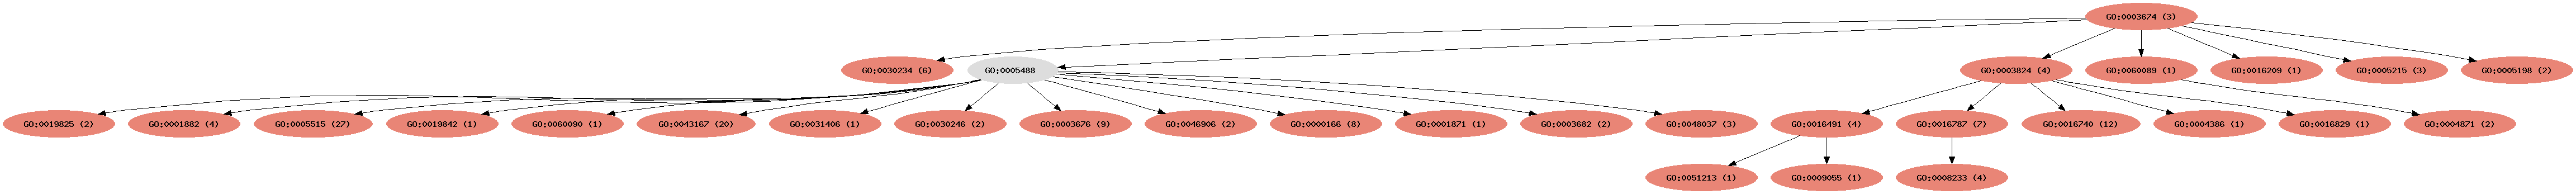 GO:0003674 (3)
GO:0030234 (6)
GO:0005488
GO:0003824 (4)
GO:0060089 (1)
GO:0016209 (1)
GO:0005215 (3)
GO:0005198 (2)
GO:0019825 (2)
GO:0001882 (4)
GO:0005515 (27)
GO:0019842 (1)
GO:0060090 (1)
GO:0043167 (20)
GO:0031406 (1)
GO:0030246 (2)
GO:0003676 (9)
GO:0046906 (2)
GO:0000166 (8)
GO:0001871 (1)
GO:0003682 (2)
GO:0048037 (3)
GO:0016491 (4)
GO:0016787 (7)
GO:0016740 (12)
GO:0004386 (1)
GO:0016829 (1)
GO:0004871 (2)
GO:0051213 (1)
GO:0009055 (1)
GO:0008233 (4)